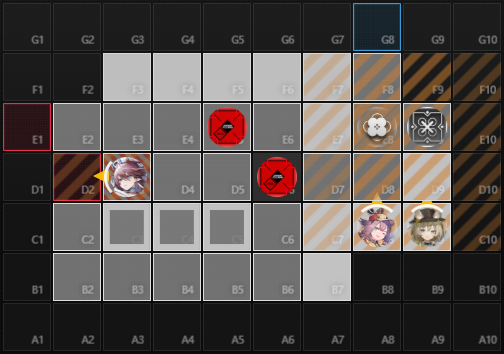 G1 G2 G3 G4 G5 G6 G7 G8 G9 G10
F1 F2 F3 F4 F5 F6 F7 F8 F9 F10
E1 E2 E3 E4 E6 E7 E10
D1 D2 D4 D5 D7 D8 D9 D10
C1 C2 C6 C7 C10
B1 B2 B3 B4 B5 B6 B7 B8 B9 B10
A1 A2 A3 A4 A5 A6 A7 A8 A9 A10